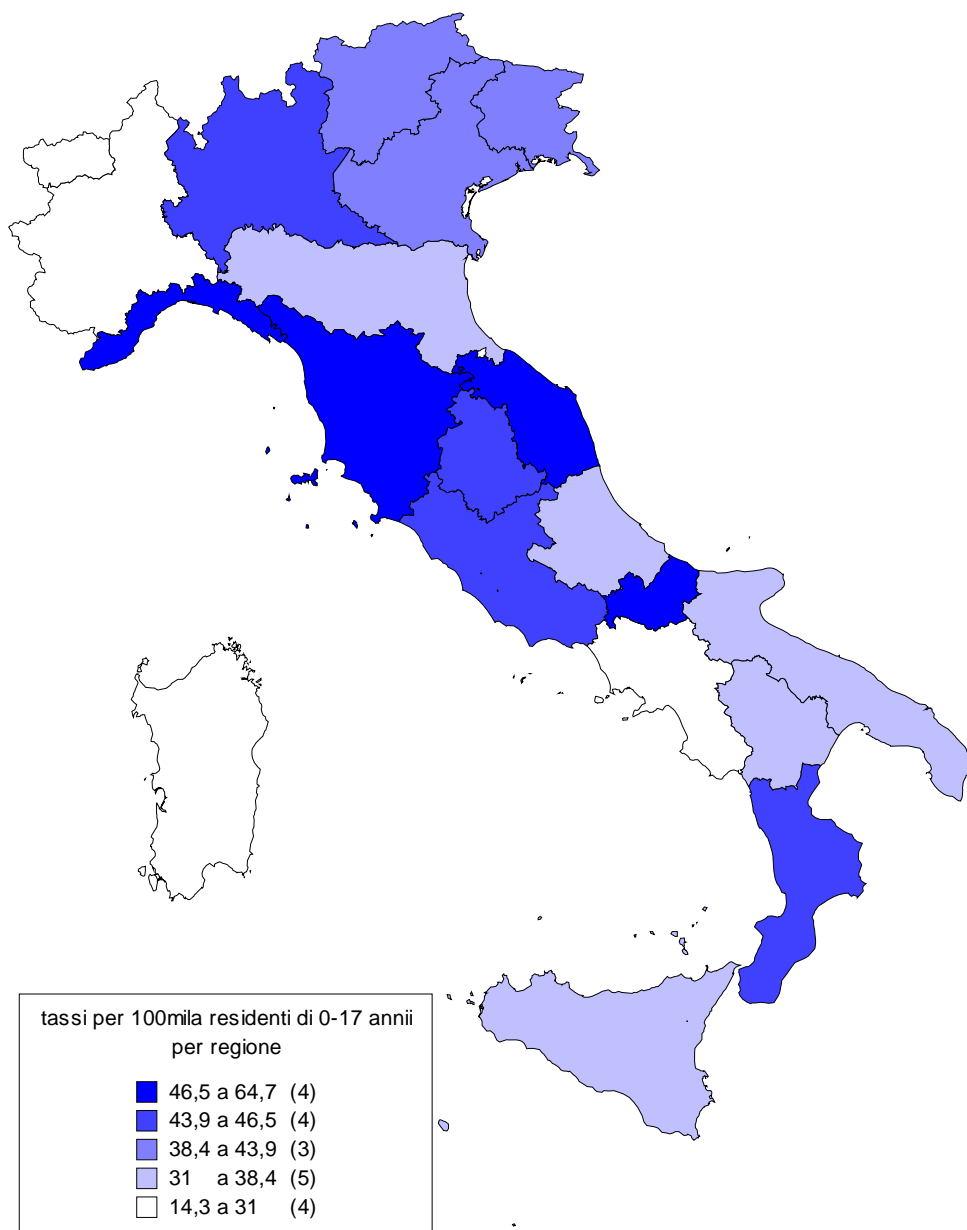 tassi per 100mila residenti di 0-17 annii
per regione
46,5 a 64,7 (4)
43,9 a 46,5 (4)
38,4 a 43,9 (3)
31 a 38,4 (5)
14,3 a 31 (4)